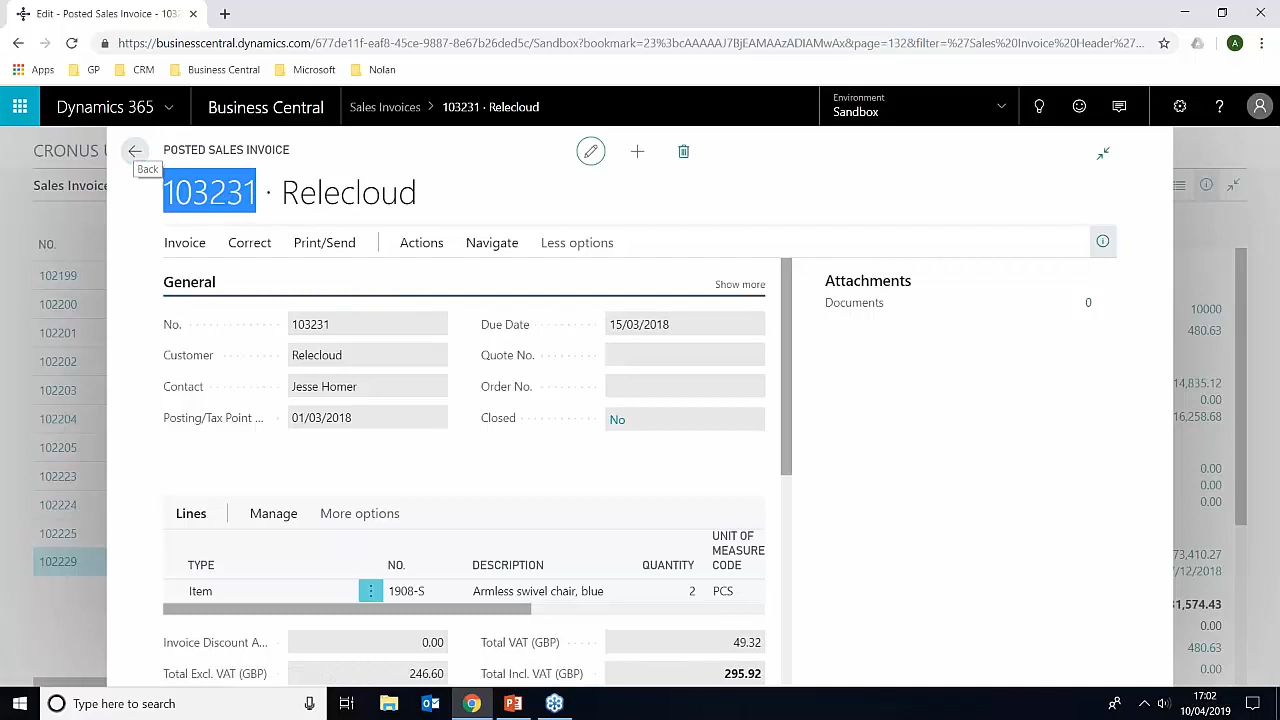 Edit - Posted Sales Invoice - 103
https://businesscentral.dynamics.com/677de11f-eaf8-45ce-9887-8e67b26ded5c/Sandbox?bookmark=23%3bcAAAAAJ7BjEAMAAzADIAMwAx&page=132&filter=%27Sales%20Invoice%20Header%27...
A
Apps GP CRM Business Central Microsoft Nolan
Dynamics 365 Business Central Sales Invoices > 103231 · Relecloud Environment
Sandbox
CRONUS
POSTED SALES INVOICE
Back
Sales Invoice
103231 · Relecloud
Invoice Correct Print/Send Actions Navigate Less options
NO.
General Show more Attachments
Documents 0
102199
102200
102201
102202
102203
102204
102205
102223
102224
102225
102229
10000
480.63
14,835.12
0.00
16,258.68
0.00
0.00
0.00
73,410.27
/12/2018
31,574.43
0.00
480.63
0.00
No. 103231 Due Date 15/03/2018
Customer Relecloud Quote No.
Contact Jesse Homer Order No.
Posting/Tax Point ... 01/03/2018 Closed No
Lines Manage More options
TYPE NO. DESCRIPTION QUANTITY UNIT OF MEASURE CODE
Item 1908-S Armless swivel chair, blue 2 PCS
Invoice Discount A... 0.00 Total VAT (GBP) 49.32
Total Excl. VAT (GBP) 246.60 Total Incl. VAT (GBP) 295.92
Type here to search
17:02
10/04/2019